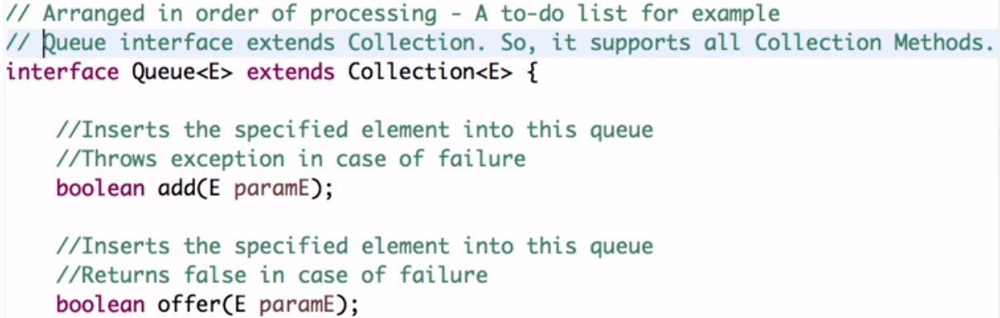 // Arranged in order of processing - A to-do list for example
// Queue interface extends Collection. So, it supports all Collection Methods.
interface Queue<E> extends Collection<E> {
//Inserts the specified element into this queue
//Throws exception in case of failure
boolean add(E paramE);
//Inserts the specified element into this queue
//Returns false in case of failure
boolean offer(E paramE);